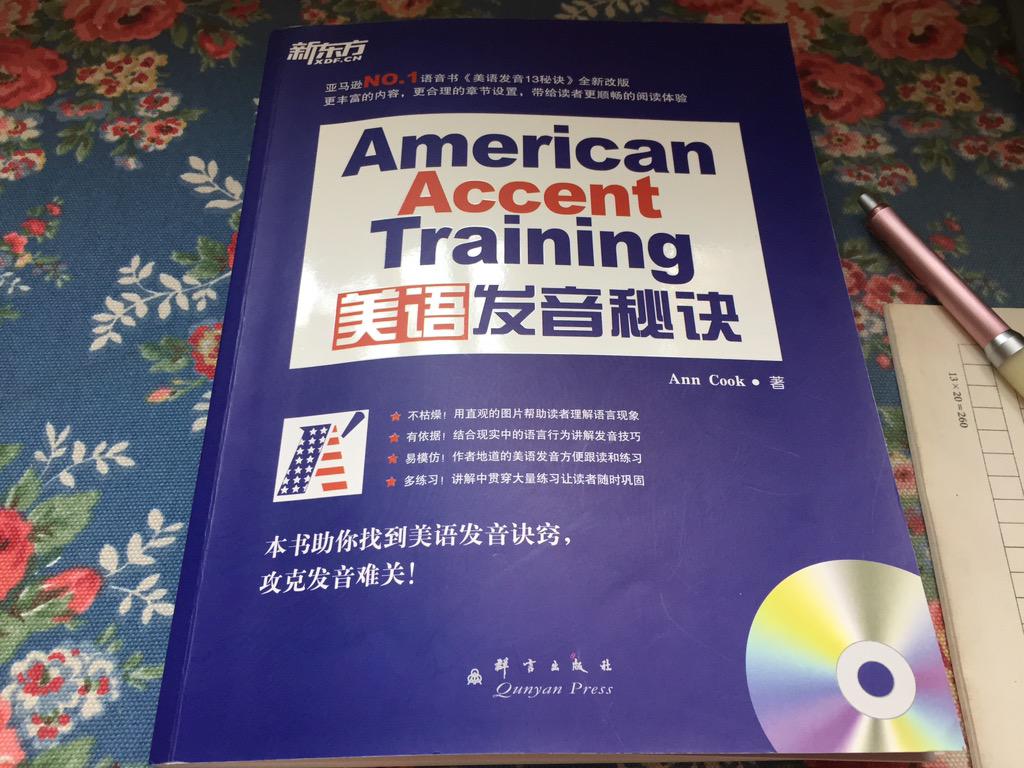 新东方
XDF.CN
亚马逊NO.1语音书《美语发音13秘诀》全新改版
更丰富的内容，更合理的章节设置，带给读者更顺畅的阅读体验
American
Accent
Training
美语发音秘诀
Ann Cook • 著
★ 不枯燥！用直观的图片帮助读者理解语言现象
★ 有依据！结合现实中的语言行为讲解发音技巧
★ 易模仿！作者地道的美语发音方便跟读和练习
★ 多练习！讲解中贯穿大量练习让读者随时巩固
本书助你找到美语发音诀窍，
攻克发音难关！
群言出版社
Qunyan Press
13×20=260